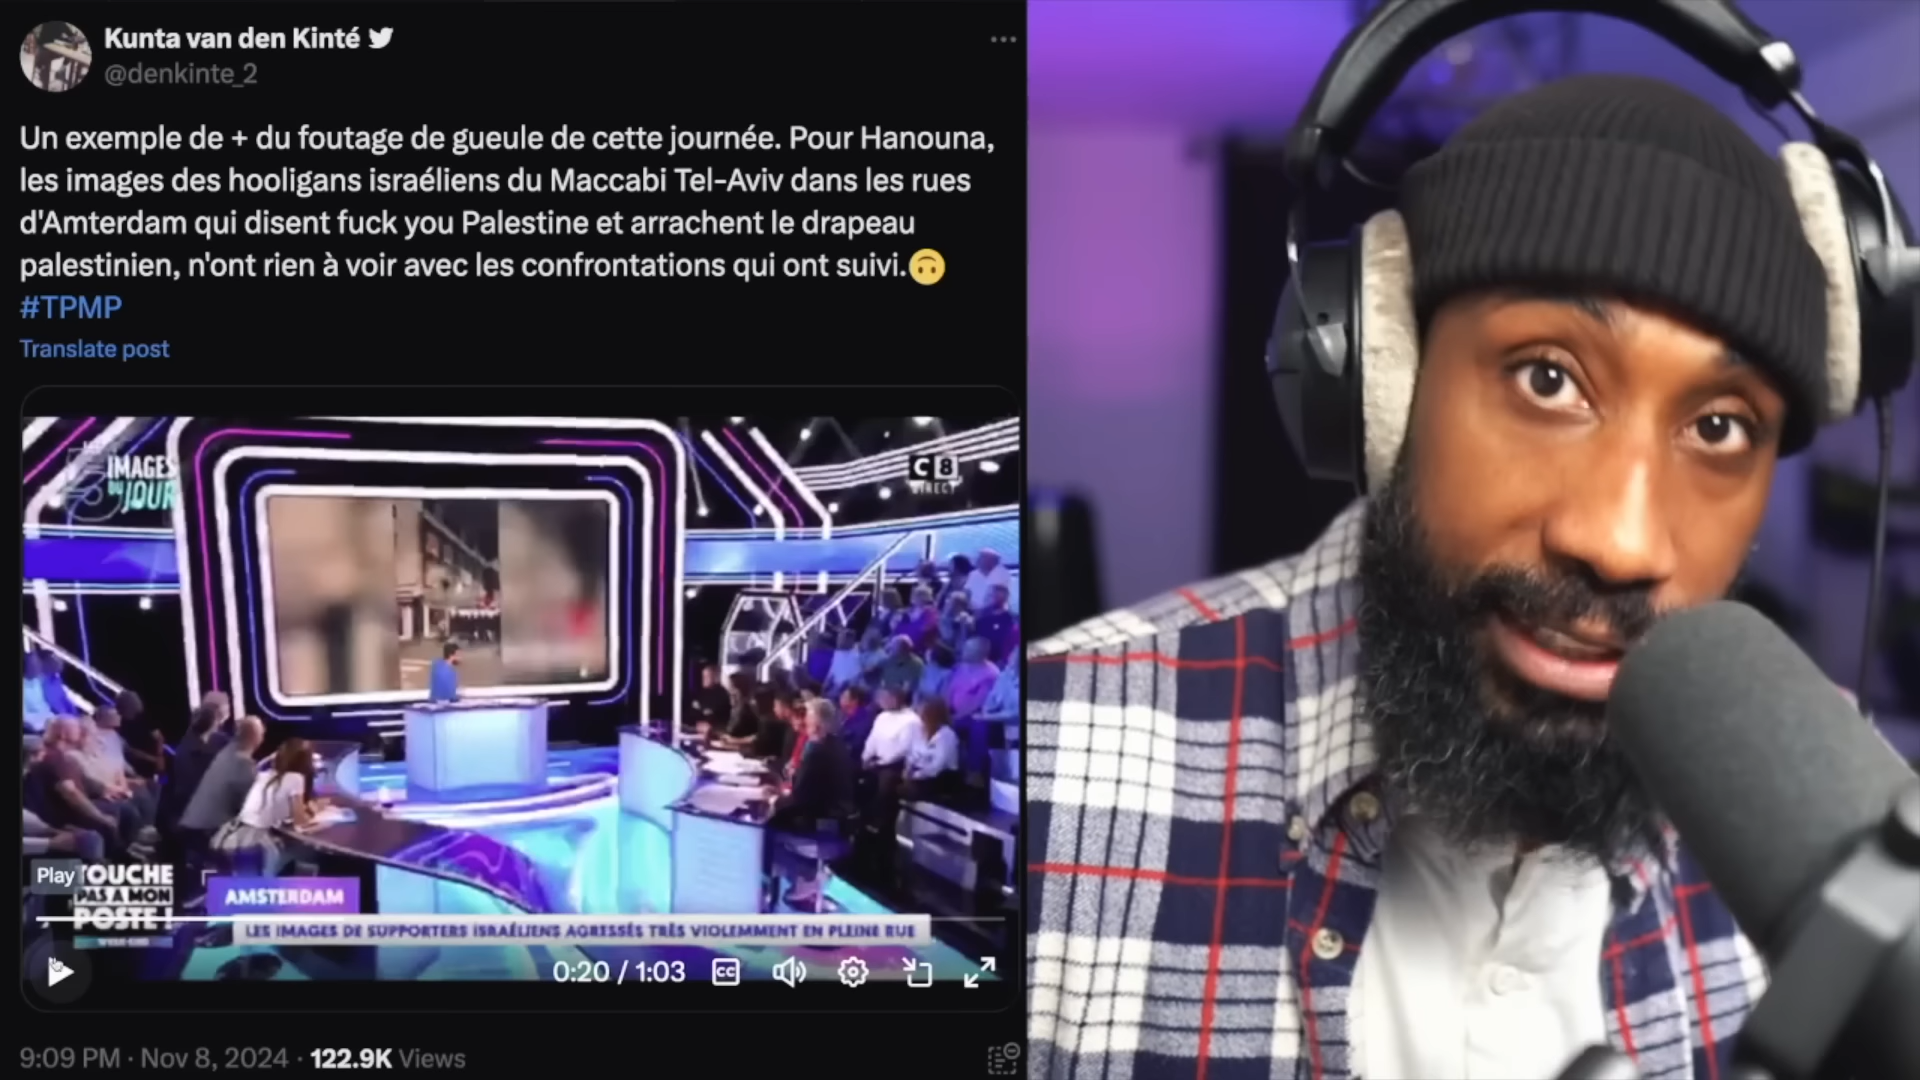 Kunta van den Kinté
@denkinte_2
Un exemple de + du foutage de gueule de cette journée. Pour Hanouna,
les images des hooligans israéliens du Maccabi Tel-Aviv dans les rues
d'Amterdam qui disent fuck you Palestine et arrachent le drapeau
palestinien, n'ont rien à voir avec les confrontations qui ont suivi.🙃
#TPMP
Translate post
IMAGES
DU JOUR
C8
DIRECT
Play
TOUCHE
PAS A MON
POSTE !
AMSTERDAM
LES IMAGES DE SUPPORTERS ISRAÉLIENS AGRESSÉS TRÈS VIOLEMMENT EN PLEINE RUE
0:20 / 1:03
CC
9:09 PM · Nov 8, 2024 · 122.9K Views